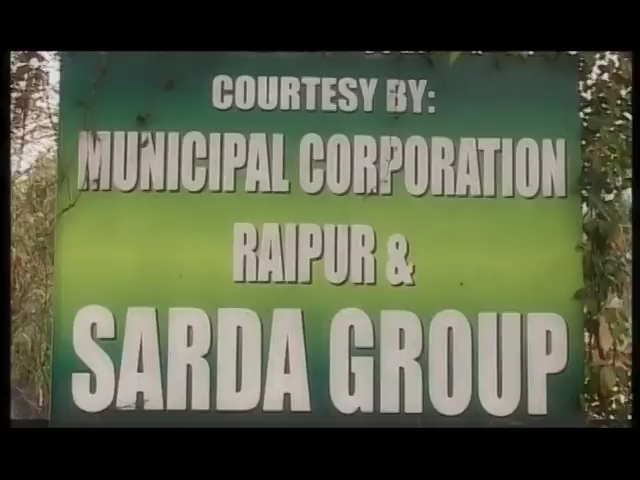 COURTESY BY:
MUNICIPAL CORPORATION
RAIPUR &
SARDA GROUP